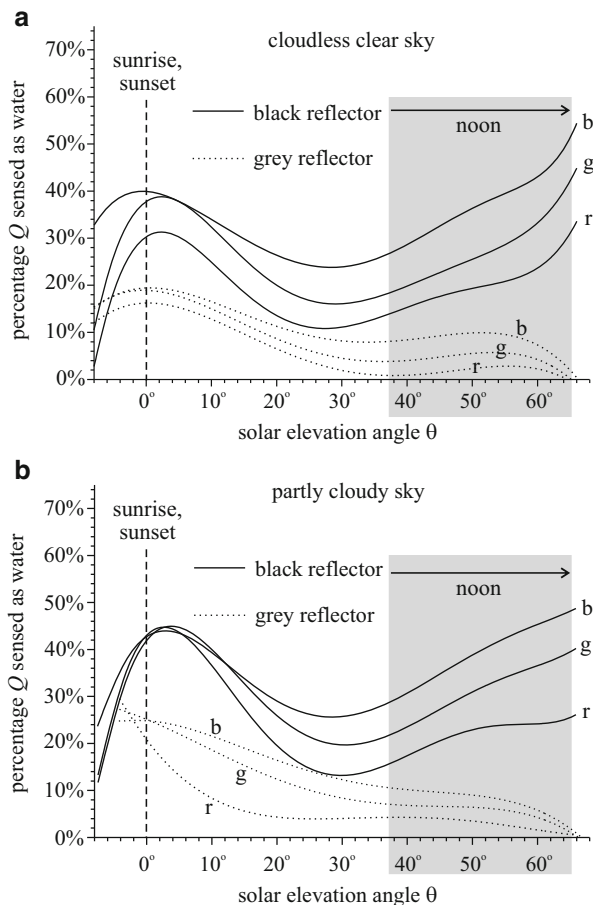 a
cloudless clear sky
sunrise,
sunset
black reflector
grey reflector
noon
b
g
r
b
g
r
percentage Q sensed as water
70%
60%
50%
40%
30%
20%
10%
0%
0° 10° 20° 30° 40° 50° 60°
solar elevation angle θ
b
partly cloudy sky
sunrise,
sunset
black reflector
grey reflector
noon
b
g
r
b
g
r
percentage Q sensed as water
70%
60%
50%
40%
30%
20%
10%
0%
0° 10° 20° 30° 40° 50° 60°
solar elevation angle θ